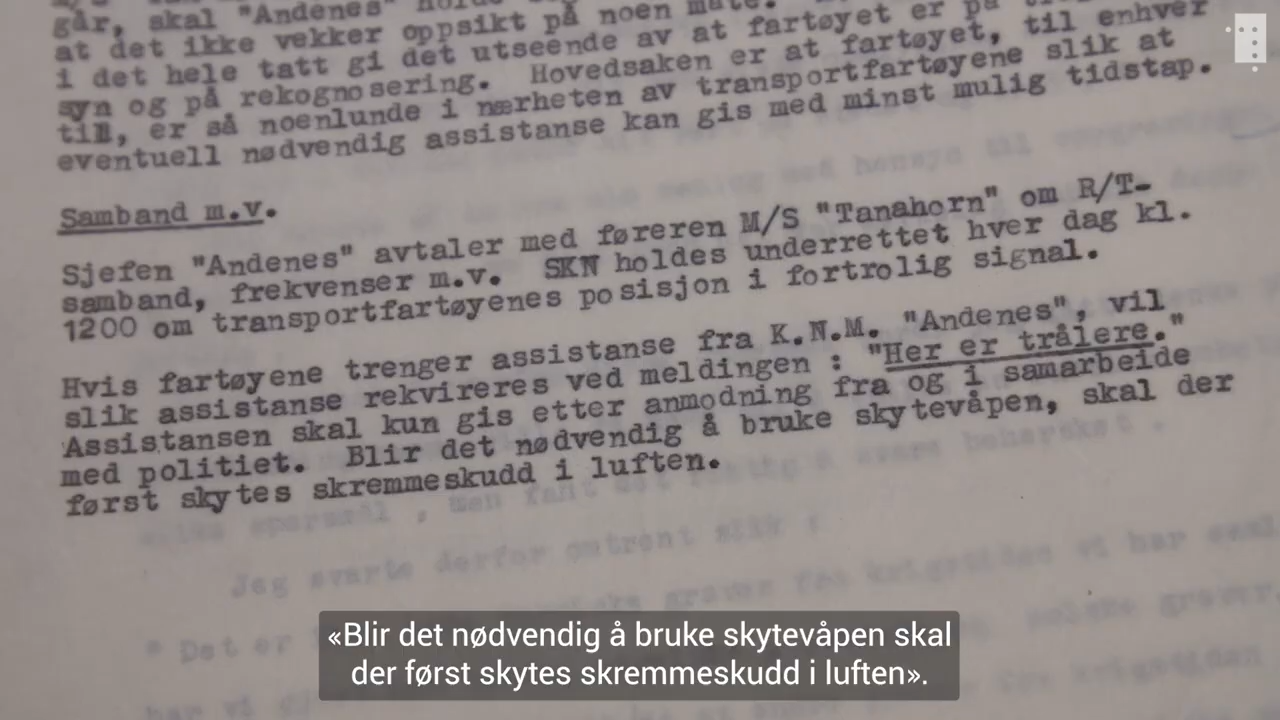 går, skal "Andenes"
at det ikke vekker oppsikt på noen måte.
i det hele tatt gi det utseende av at fartøyet er på
syn og på rekognosering. Hovedsaken er at fartøyet, til enhver
tið, er så noenlunde i nærheten av transportfartøyene slik at
eventuell nødvendig assistanse kan gis med minst mulig tidstap.
Samband m.v.
Sjefen "Andenes" avtaler med føreren M/S "Tanahorn" om R/T-
samband, frekvenser m.v. SKN holdes underrettet hver dag kl.
1200 om transportfartøyenes posisjon i fortrolig signal.
Hvis fartøyene trenger assistanse fra K.N.M. "Andenes", vil
slik assistanse rekvireres ved meldingen : "Her er trålere."
Assistansen skal kun gis etter anmodning fra og i samarbeide
med politiet. Blir det nødvendig å bruke skytevåpen, skal der
først skytes skremmeskudd i luften.
Jeg svarte derfor omtrent slik :
«Blir det nødvendig å bruke skytevåpen skal
der først skytes skremmeskudd i luften».